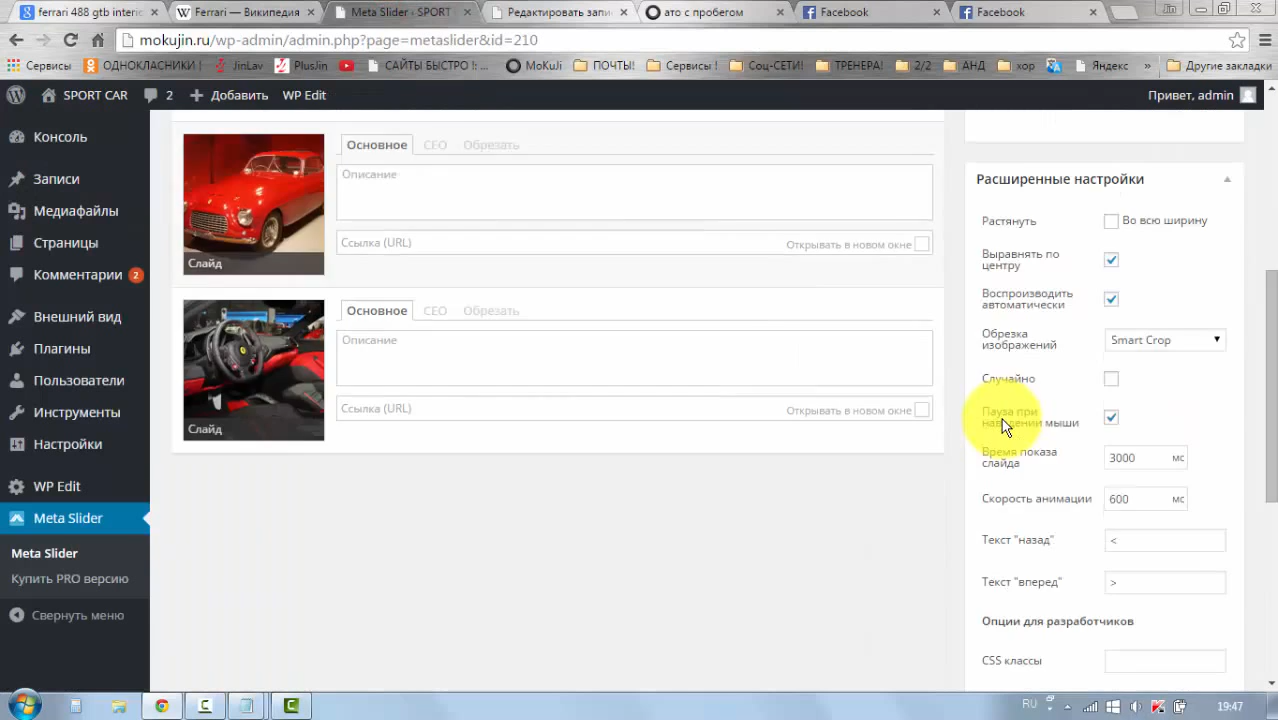 ferrari 488 gtb interi
Ferrari — Википедия
Meta Slider ‹ SPORT
Редактировать запи
ато с пробегом
Facebook
Facebook
mokujin.ru/wp-admin/admin.php?page=metaslider&id=210
Сервисы
ОДНОКЛАСНИКИ !
JinLav
PlusJin
САЙТЫ БЫСТРО !: ...
MoKuJi
ПОЧТЫ!
Сервисы !
Соц-СЕТИ!
ТРЕНЕРА!
2/2
АНД
хор
Яндекс
»
Другие закладки
SPORT CAR
2
Добавить
WP Edit
Привет, admin
Консоль
Записи
Медиафайлы
Страницы
Комментарии 2
Внешний вид
Плагины
Пользователи
Инструменты
Настройки
WP Edit
Meta Slider
Meta Slider
Купить PRO версию
Свернуть меню
Основное
СЕО
Обрезать
Описание
Ссылка (URL)
Открывать в новом окне
Слайд
Основное
СЕО
Обрезать
Описание
Ссылка (URL)
Открывать в новом окне
Слайд
Расширенные настройки
Растянуть
Во всю ширину
Выравнять по
центру
Воспроизводить
автоматически
Обрезка
изображений
Smart Crop
Случайно
Пауза при
наведении мыши
Время показа
слайда
3000 мс
Скорость анимации
600 мс
Текст "назад"
<
Текст "вперед"
>
Опции для разработчиков
CSS классы
RU
19:47